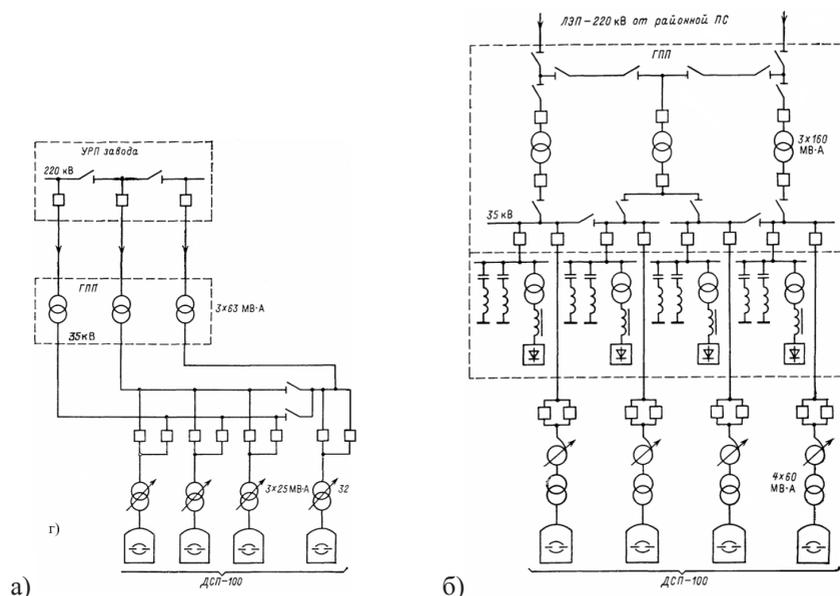 УРП завода
220 кВ
ГПП
3×63 МВ·А
35кВ
3×25 МВ·А
32
г)
ДСП-100
а)
ЛЭП-220 кВ от районной ПС
ГПП
3×160
МВ·А
35 кВ
4×60
МВ·А
ДСП-100
б)